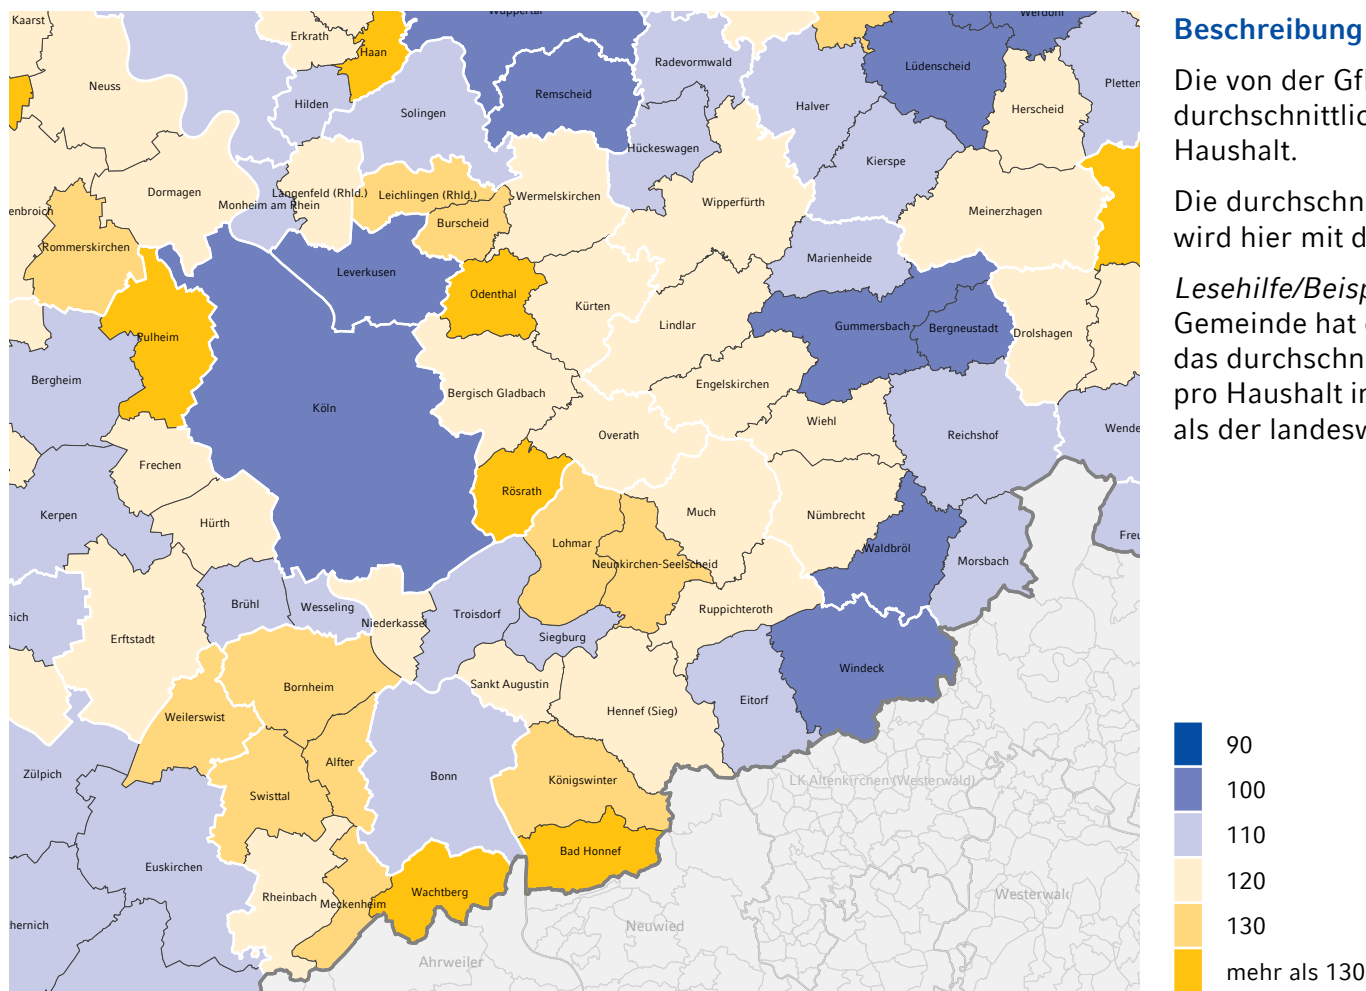 Beschreibung
Die von der Gf
durchschnittlic
Haushalt.
Die durchschn
wird hier mit d
Lesehilfe/Beisp
Gemeinde hat
das durchschn
pro Haushalt i
als der landesw
90
100
110
120
130
mehr als 130
Kaarst
Wuppertal
Werdohl
Erkrath
Haan
Neuss
Hilden
Solingen
Remscheid
Radevormwald
Lüdenscheid
Halver
Herscheid
Pletten
Hückeswagen
Kierspe
Dormagen
Langenfeld (Rhld.)
Monheim am Rhein
Leichlingen (Rhld.)
Wermelskirchen
Wipperfürth
Meinerzhagen
enbroich
Burscheid
Rommerskirchen
Leverkusen
Marienheide
Odenthal
Kürten
Lindlar
Gummersbach
Bergneustadt
Drolshagen
Pulheim
Bergheim
Köln
Bergisch Gladbach
Engelskirchen
Wiehl
Overath
Reichshof
Wende
Frechen
Rösrath
Kerpen
Hürth
Much
Nümbrecht
Freu
Lohmar
Neunkirchen-Seelscheid
Waldbröl
Morsbach
Brühl
Wesseling
Niederkassel
Troisdorf
Siegburg
Ruppichteroth
nich
Erftstadt
Bornheim
Sankt Augustin
Hennef (Sieg)
Eitorf
Windeck
Weilerswist
Alfter
Bonn
Königswinter
Zülpich
Swisttal
LK Altenkirchen (Westerwald)
Bad Honnef
Euskirchen
Rheinbach
Meckenheim
Wachtberg
Westerwald
hernich
Neuwied
Ahrweiler